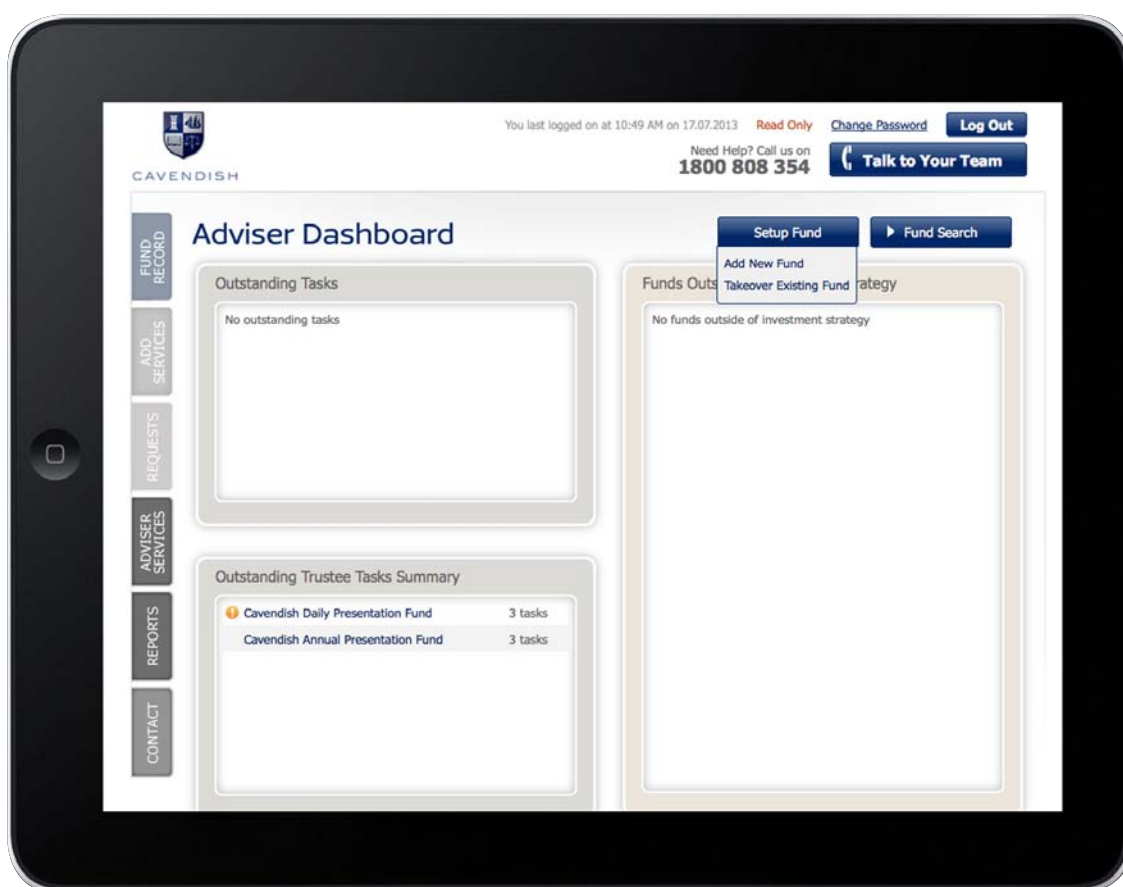 You last logged on at 10:49 AM on 17.07.2013 Read Only Change Password Log Out
Need Help? Call us on
1800 808 354
Talk to Your Team
CAVENDISH
Adviser Dashboard
Setup Fund
Fund Search
Add New Fund
Takeover Existing Fund
FUND
RECORD
ADD
SERVICES
REQUESTS
ADVISER
SERVICES
REPORTS
CONTACT
Outstanding Tasks
No outstanding tasks
Funds Outs
No funds outside of investment strategy
Outstanding Trustee Tasks Summary
Cavendish Daily Presentation Fund 3 tasks
Cavendish Annual Presentation Fund 3 tasks